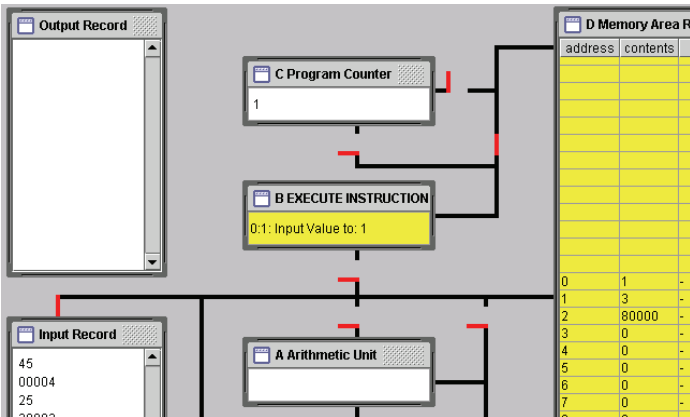 Output Record
D Memory Area R
address contents
C Program Counter
1
B EXECUTE INSTRUCTION
0:1: Input Value to: 1
0 1 -
1 3 -
2 80000 -
3 0 -
4 0 -
5 0 -
6 0 -
7 0 -
Input Record
45
00004
25
A Arithmetic Unit